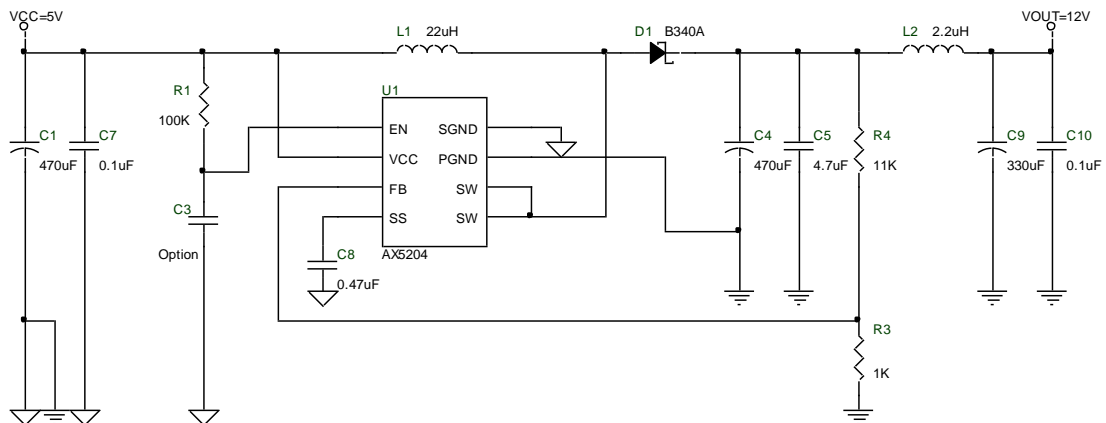 VCC=5V
VOUT=12V
L1 22uH
D1 B340A
L2 2.2uH
R1
100K
U1
EN
VCC
FB
SS
SGND
PGND
SW
SW
AX5204
C1
470uF
C7
0.1uF
C3
Option
C8
0.47uF
C4
470uF
C5
4.7uF
R4
11K
C9
330uF
C10
0.1uF
R3
1K